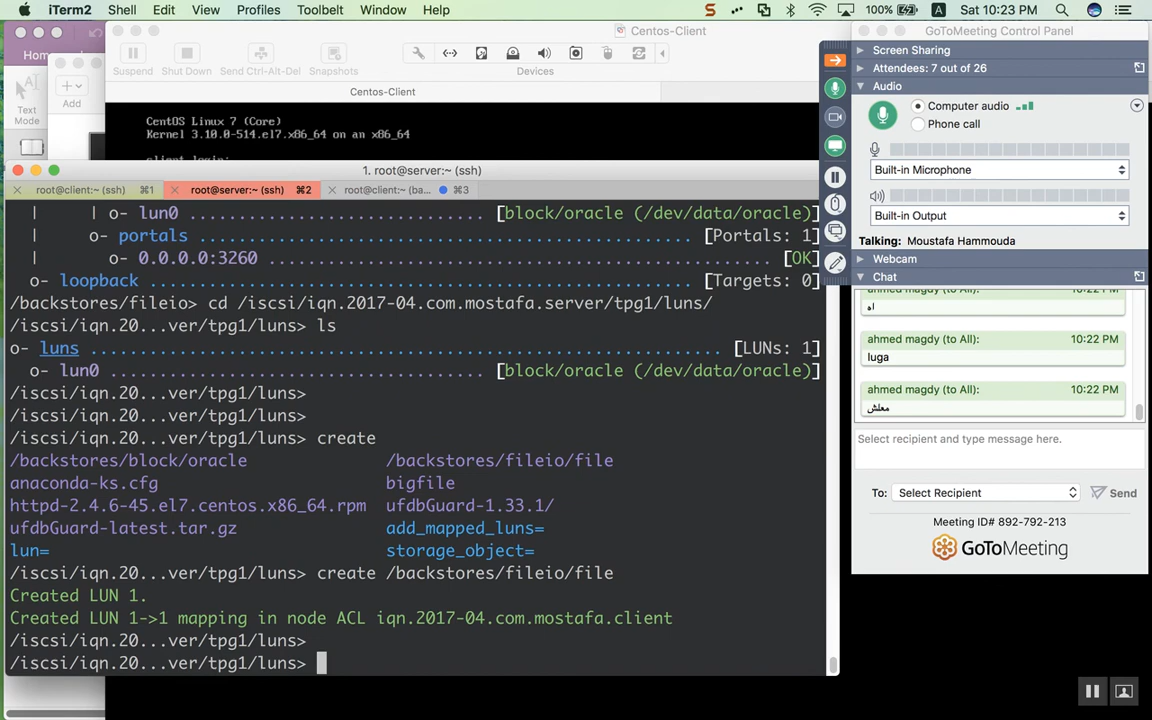 iTerm2 Shell Edit View Profiles Toolbelt Window Help 100% A Sat 10:23 PM
Centos-Client
Suspend Shut Down Send Ctrl-Alt-Del Snapshots Devices
Centos-Client
CentOS Linux 7 (Core)
Kernel 3.10.0-514.el7.x86_64 on an x86_64
client login:
Text
Mode
Add
1. root@server:~ (ssh)
root@client:~ (ssh) ⌘1 root@server:~ (ssh) ⌘2 root@client:~ (ba... ⌘3
| | o- lun0 ................................. [block/oracle (/dev/data/oracle)]
| o- portals ............................................ [Portals: 1]
| o- 0.0.0.0:3260 ............................................. [OK]
o- loopback .................................................. [Targets: 0]
/backstores/fileio> cd /iscsi/iqn.2017-04.com.mostafa.server/tpg1/luns/
/iscsi/iqn.20...ver/tpg1/luns> ls
o- luns ......................................................... [LUNs: 1]
o- lun0 .................................. [block/oracle (/dev/data/oracle)]
/iscsi/iqn.20...ver/tpg1/luns>
/iscsi/iqn.20...ver/tpg1/luns>
/iscsi/iqn.20...ver/tpg1/luns> create
/backstores/block/oracle /backstores/fileio/file
anaconda-ks.cfg bigfile
httpd-2.4.6-45.el7.centos.x86_64.rpm ufdbGuard-1.33.1/
ufdbGuard-latest.tar.gz add_mapped_luns=
lun= storage_object=
/iscsi/iqn.20...ver/tpg1/luns> create /backstores/fileio/file
Created LUN 1.
Created LUN 1->1 mapping in node ACL iqn.2017-04.com.mostafa.client
/iscsi/iqn.20...ver/tpg1/luns>
/iscsi/iqn.20...ver/tpg1/luns>
GoToMeeting Control Panel
Screen Sharing
Attendees: 7 out of 26
Audio
Computer audio
Phone call
Built-in Microphone
Built-in Output
Talking: Moustafa Hammouda
Webcam
Chat
ahmed magdy (to All): 10:22 PM
اه
ahmed magdy (to All): 10:22 PM
luga
ahmed magdy (to All): 10:22 PM
معلش
Select recipient and type message here.
To: Select Recipient Send
Meeting ID# 892-792-213
GoToMeeting